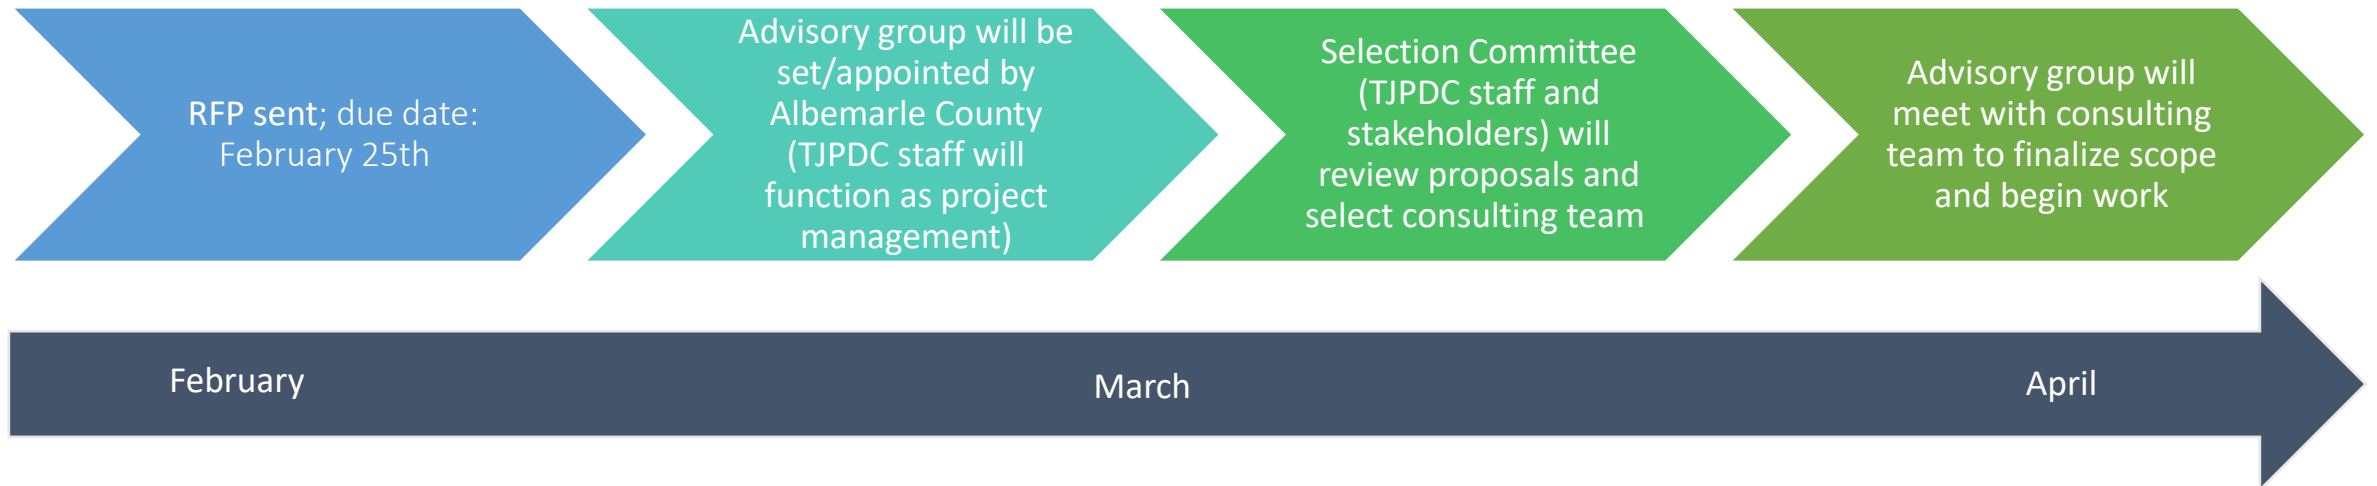 RFP sent; due date:
February 25th
Advisory group will be
set/appointed by
Albemarle County
(TJPDC staff will
function as project
management)
Selection Committee
(TJPDC staff and
stakeholders) will
review proposals and
select consulting team
Advisory group will
meet with consulting
team to finalize scope
and begin work
February
March
April